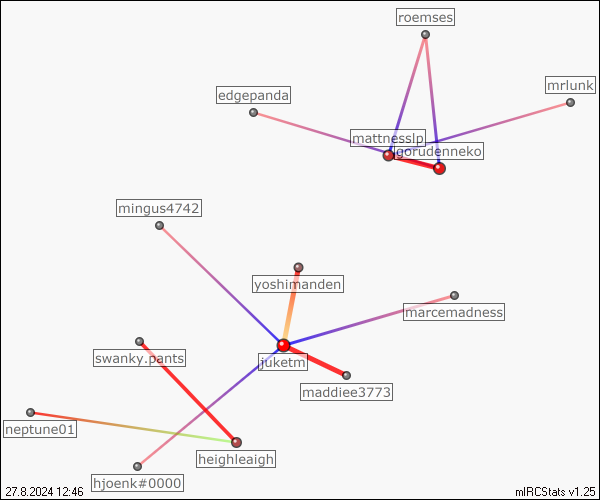 roemses
mrlunk
edgepanda
mattnesslp
gorudenneko
mingus4742
yoshimanden
marcemadness
swanky.pants
juketm
maddiee3773
neptune01
heighleaigh
hjoenk#0000
27.8.2024 12:46
mIRCStats v1.25